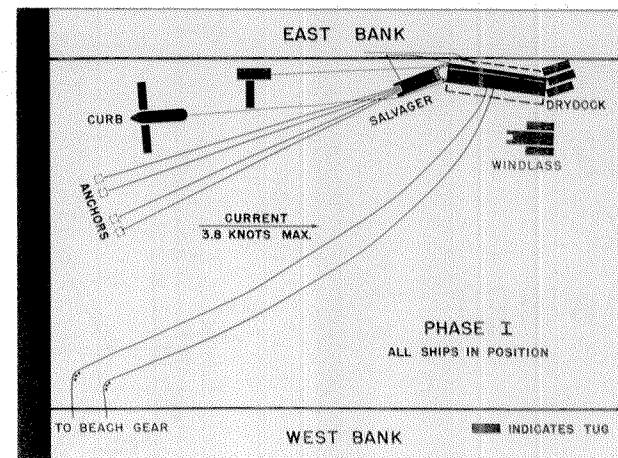 EAST BANK
CURB
SALVAGER
DRYDOCK
WINDLASS
ANCHORS
CURRENT
3.8 KNOTS MAX.
PHASE I
ALL SHIPS IN POSITION
TO BEACH GEAR
WEST BANK
INDICATES TUG